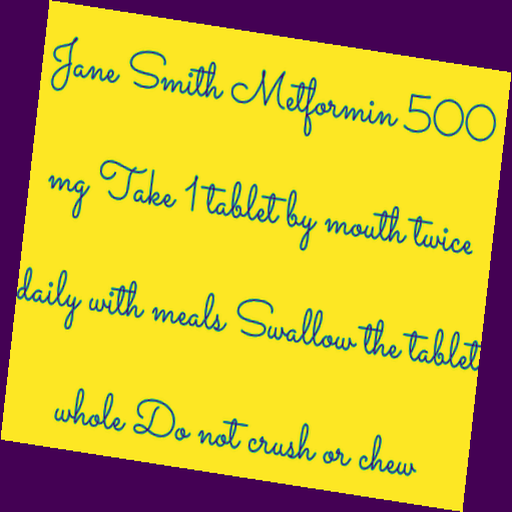 Jane Smith Metformin 500
mg Take 1 tablet by mouth twice
daily with meals Swallow the tablet
whole Do not crush or chew